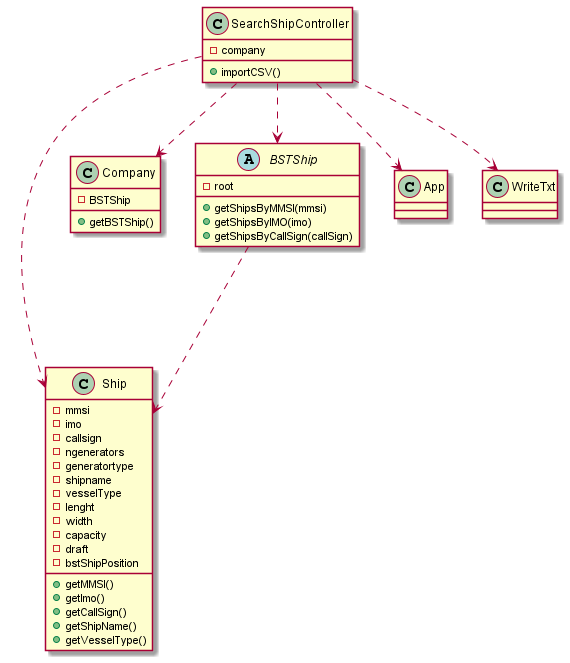 C SearchShipController
company
importCSV()
C Company
BSTShip
getBSTShip()
A BSTShip
root
getShipsByMMSI(mmsi)
getShipsByIMO(imo)
getShipsByCallSign(callSign)
C App
C WriteTxt
C Ship
mmsi
imo
callsign
ngenerators
generatortype
shipname
vesselType
lenght
width
capacity
draft
bstShipPosition
getMMSI()
getImo()
getCallSign()
getShipName()
getVesselType()